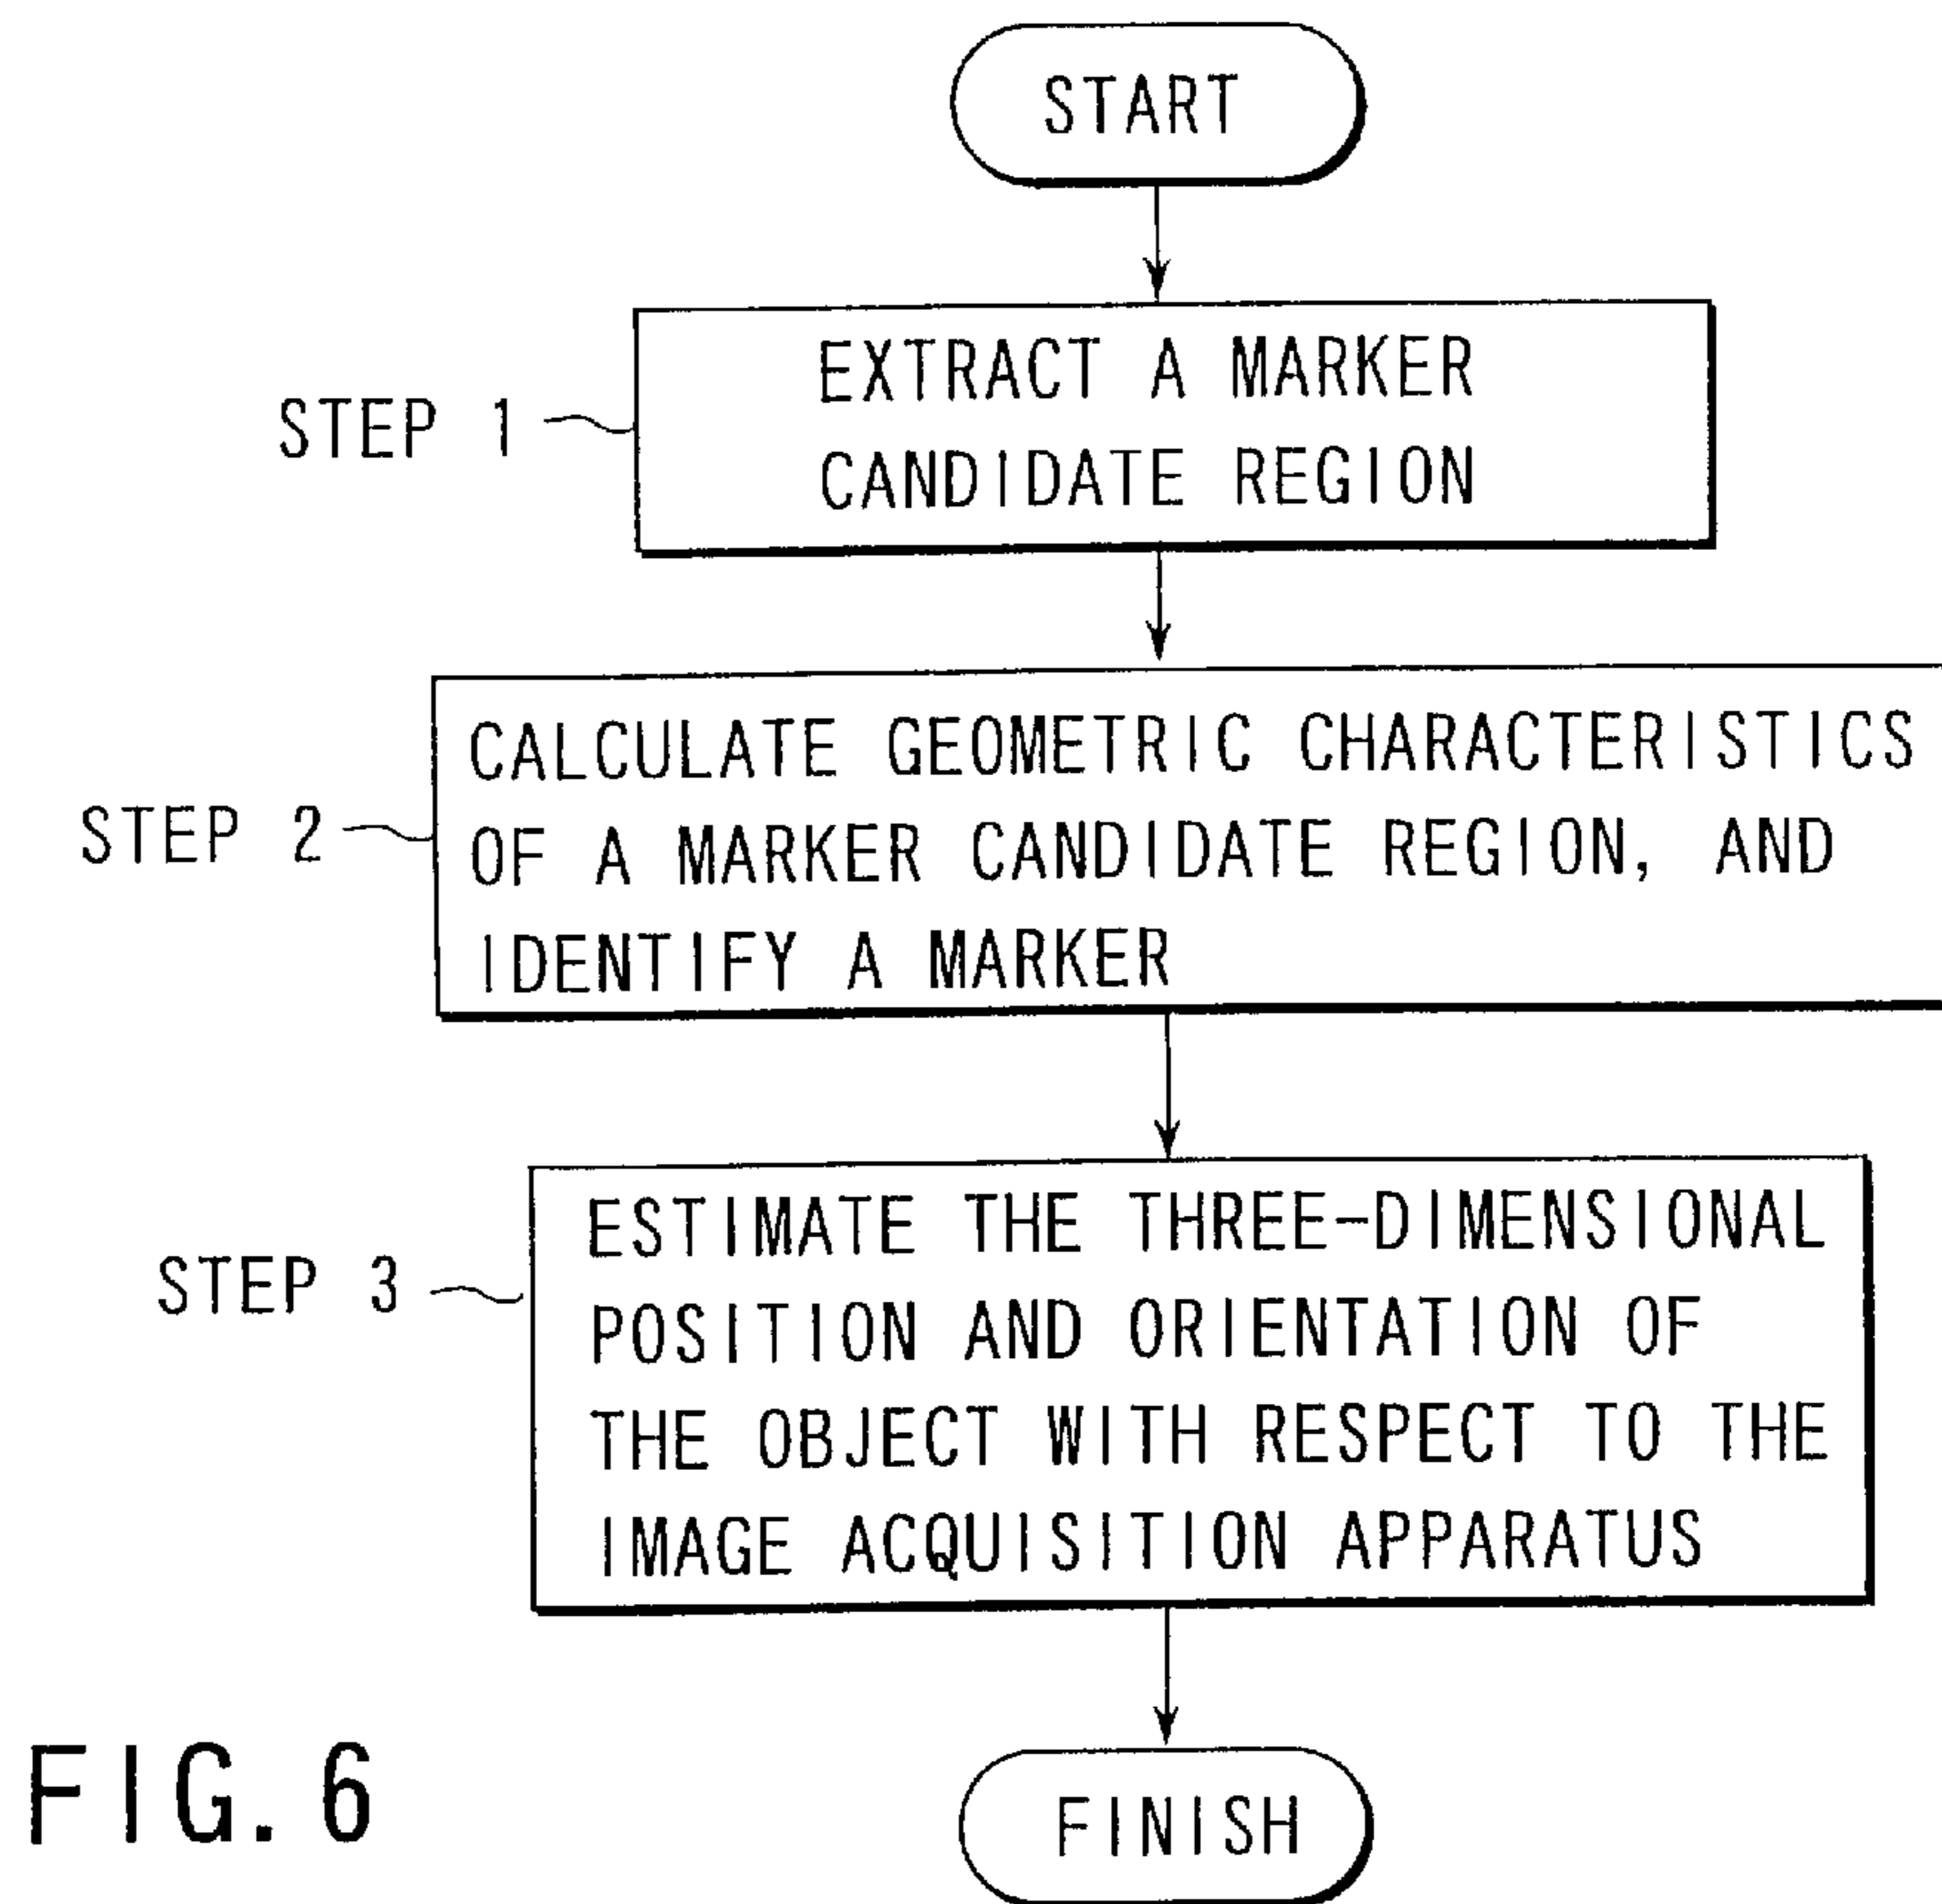 START
EXTRACT A MARKER
CANDIDATE REGION
STEP 1
CALCULATE GEOMETRIC CHARACTERISTICS
OF A MARKER CANDIDATE REGION, AND
IDENTIFY A MARKER
STEP 2
ESTIMATE THE THREE-DIMENSIONAL
POSITION AND ORIENTATION OF
THE OBJECT WITH RESPECT TO THE
IMAGE ACQUISITION APPARATUS
STEP 3
FINISH
FIG. 6